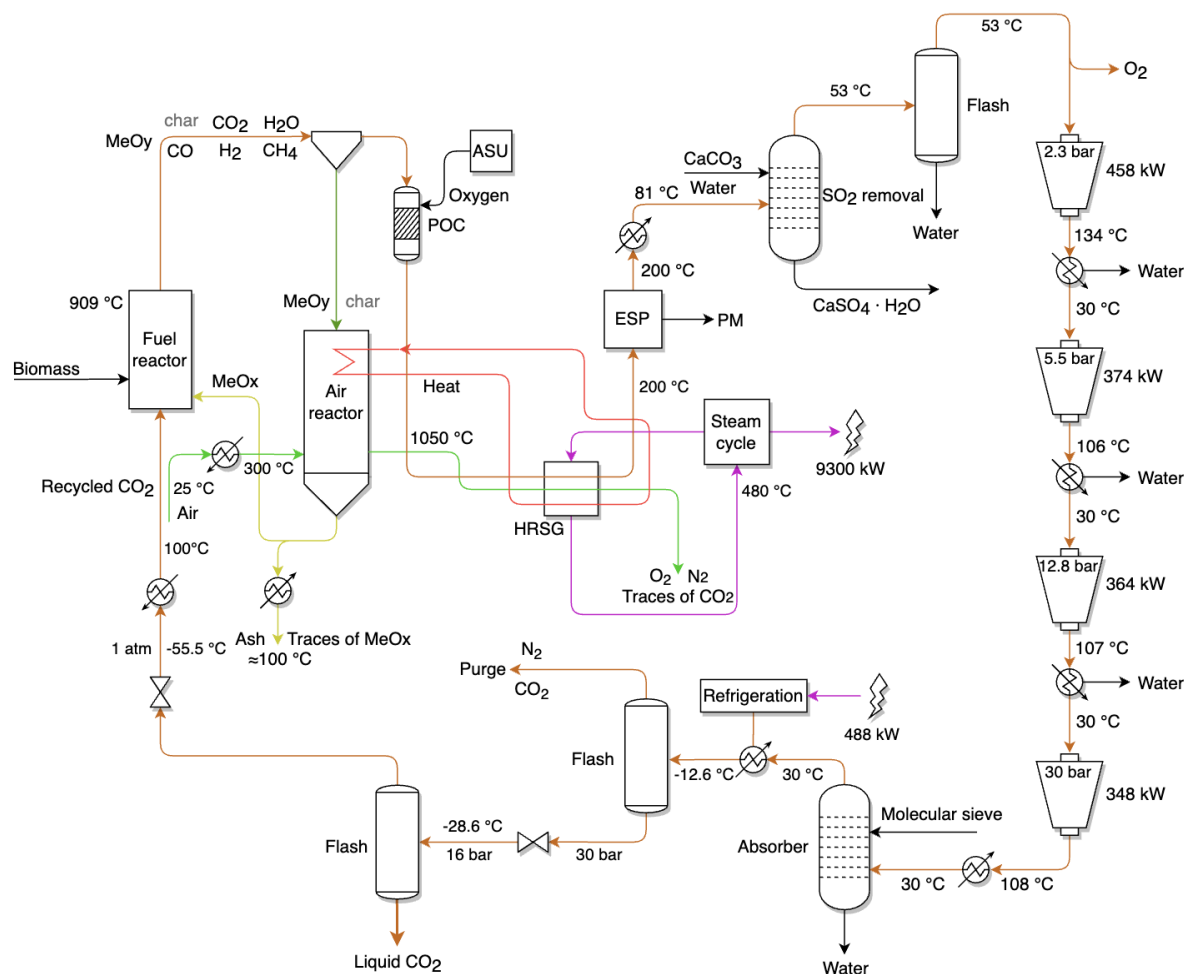 53 °C
O2
char CO2 H2O
MeOy CO H2 CH4
ASU
Oxygen
POC
53 °C
Flash
CaCO3
Water
81 °C
SO2 removal
Water
2.3 bar
458 kW
134 °C
Water
200 °C
CaSO4 · H2O
909 °C
Fuel
reactor
MeOy char
ESP
PM
30 °C
5.5 bar
374 kW
Biomass
MeOx
Air
reactor
Heat
200 °C
Steam
cycle
9300 kW
1050 °C
300°C
106 °C
Water
Recycled CO2
25 °C
Air
480 °C
30 °C
HRSG
100°C
O2 N2
Traces of CO2
12.8 bar
364 kW
1 atm -55.5 °C
Ash Traces of MeOx
≈100 °C
107 °C
Water
N2
Purge
CO2
Refrigeration
488 kW
30 °C
Flash
-12.6 °C
30 °C
30 bar
348 kW
Molecular sieve
Flash
-28.6 °C
16 bar
30 bar
Absorber
30 °C
108 °C
Liquid CO2
Water